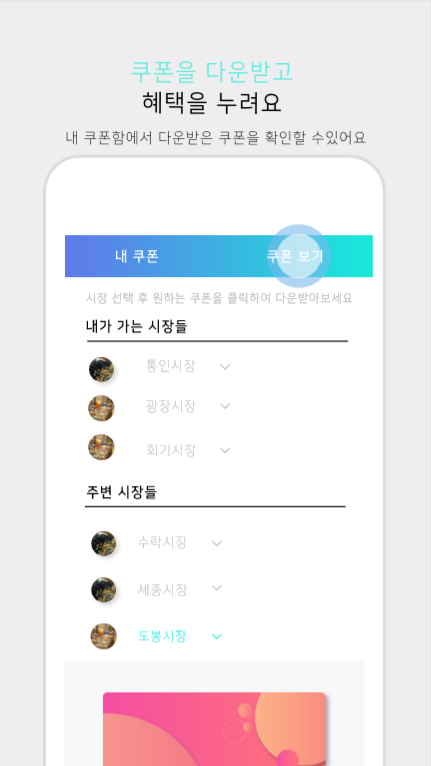 쿠폰을 다운받고
혜택을 누려요
내 쿠폰함에서 다운받은 쿠폰을 확인할 수있어요
내 쿠폰 쿠폰 보기
시장 선택 후 원하는 쿠폰을 클릭하여 다운받아보세요
내가 가는 시장들
통인시장
광장시장
회기시장
주변 시장들
수락시장
세종시장
도봉시장